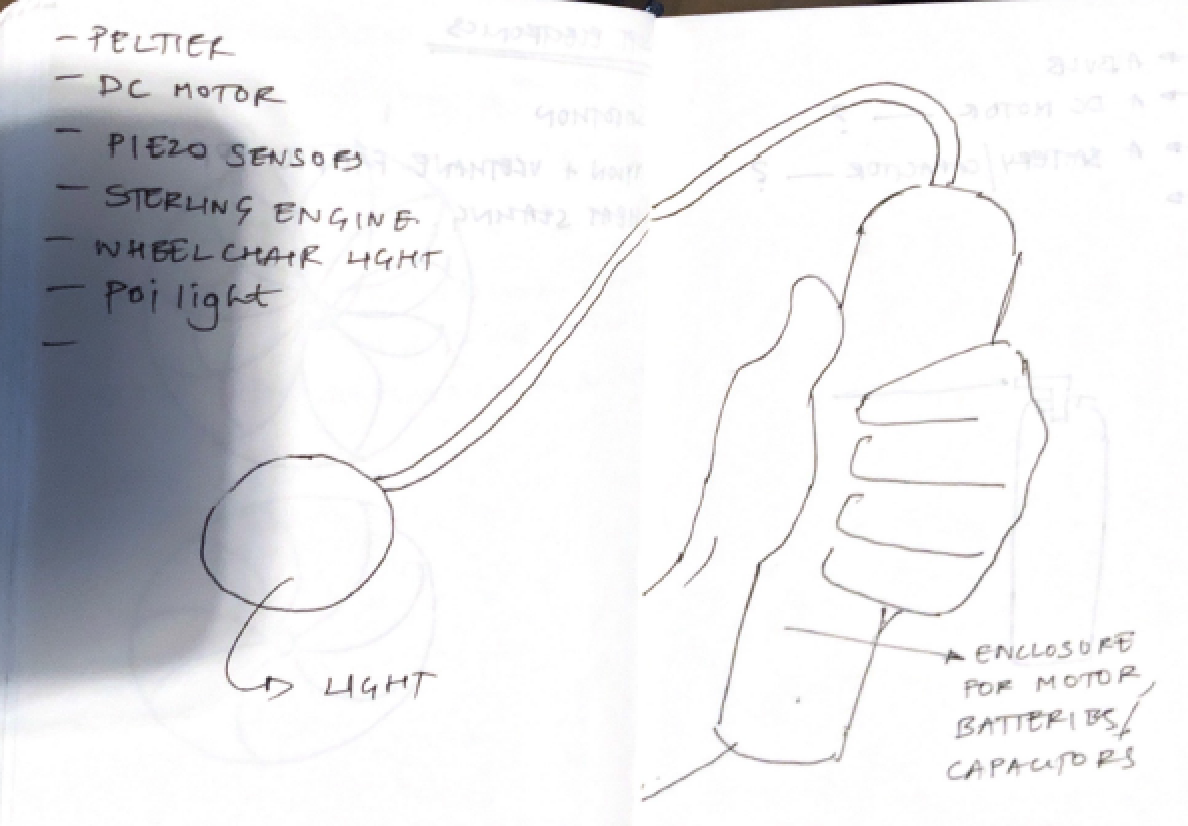 - PELTIER
- DC MOTOR
- PIEZO SENSORS
- STERLING ENGINE
- WHEELCHAIR LIGHT
- Poi light
-
LIGHT
ENCLOSURE
FOR MOTOR
BATTERIES/
CAPACITORS